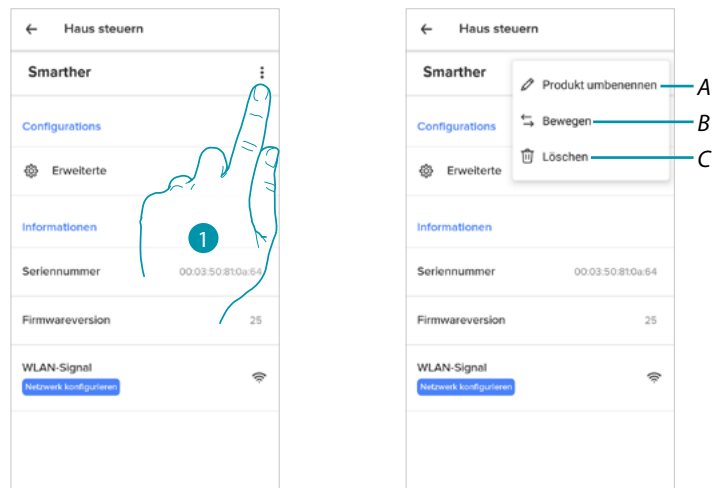 Haus steuern
Smarther
Configurations
Erweiterte
Informationen
1
Seriennummer 00:03:50:81:0a:64
Firmwareversion 25
WLAN-Signal
Netzwerk konfigurieren
Haus steuern
Smarther
Produkt umbenennen A
Configurations
Bewegen B
Löschen C
Erweiterte
Informationen
Seriennummer 00:03:50:81:0a:64
Firmwareversion 25
WLAN-Signal
Netzwerk konfigurieren